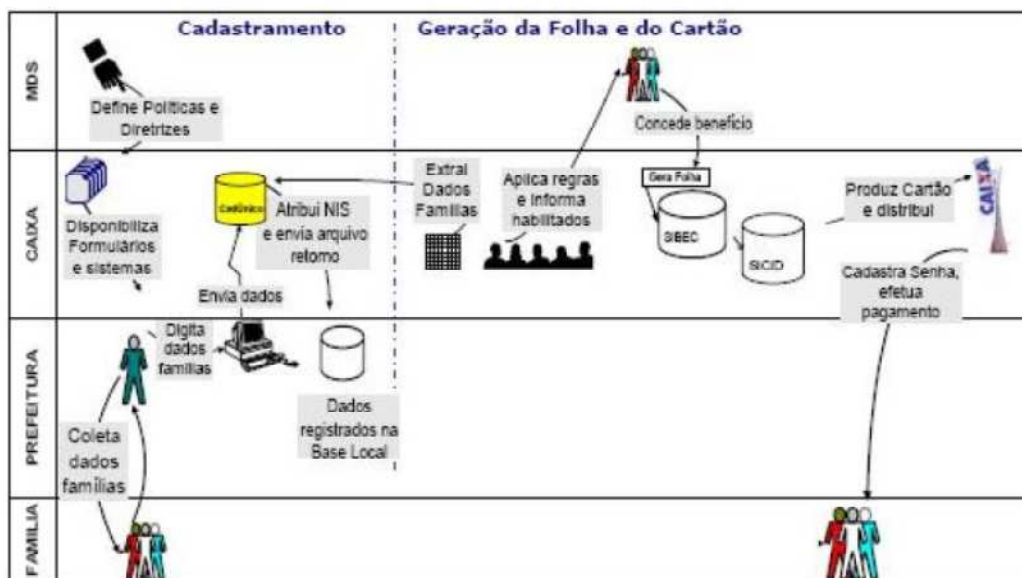 Cadastramento
Geração da Folha e do Cartão
MDS
Define Políticas e
Diretrizes
Concede benefício
CAIXA
Disponibiliza
Formulários
e sistemas
CadÚnico
Atribui NIS
e envia arquivo
retorno
Envia dados
Extrai
Dados
Famílias
Aplica regras
e informa
habilitados
Gera Folha
SIBEC
SICID
Produz Cartão
e distribui
CAIXA
Cadastra Senha,
efetua
pagamento
PREFEITURA
Digita
dados
famílias
Dados
registrados na
Base Local
Coleta
dados
famílias
FAMILIA